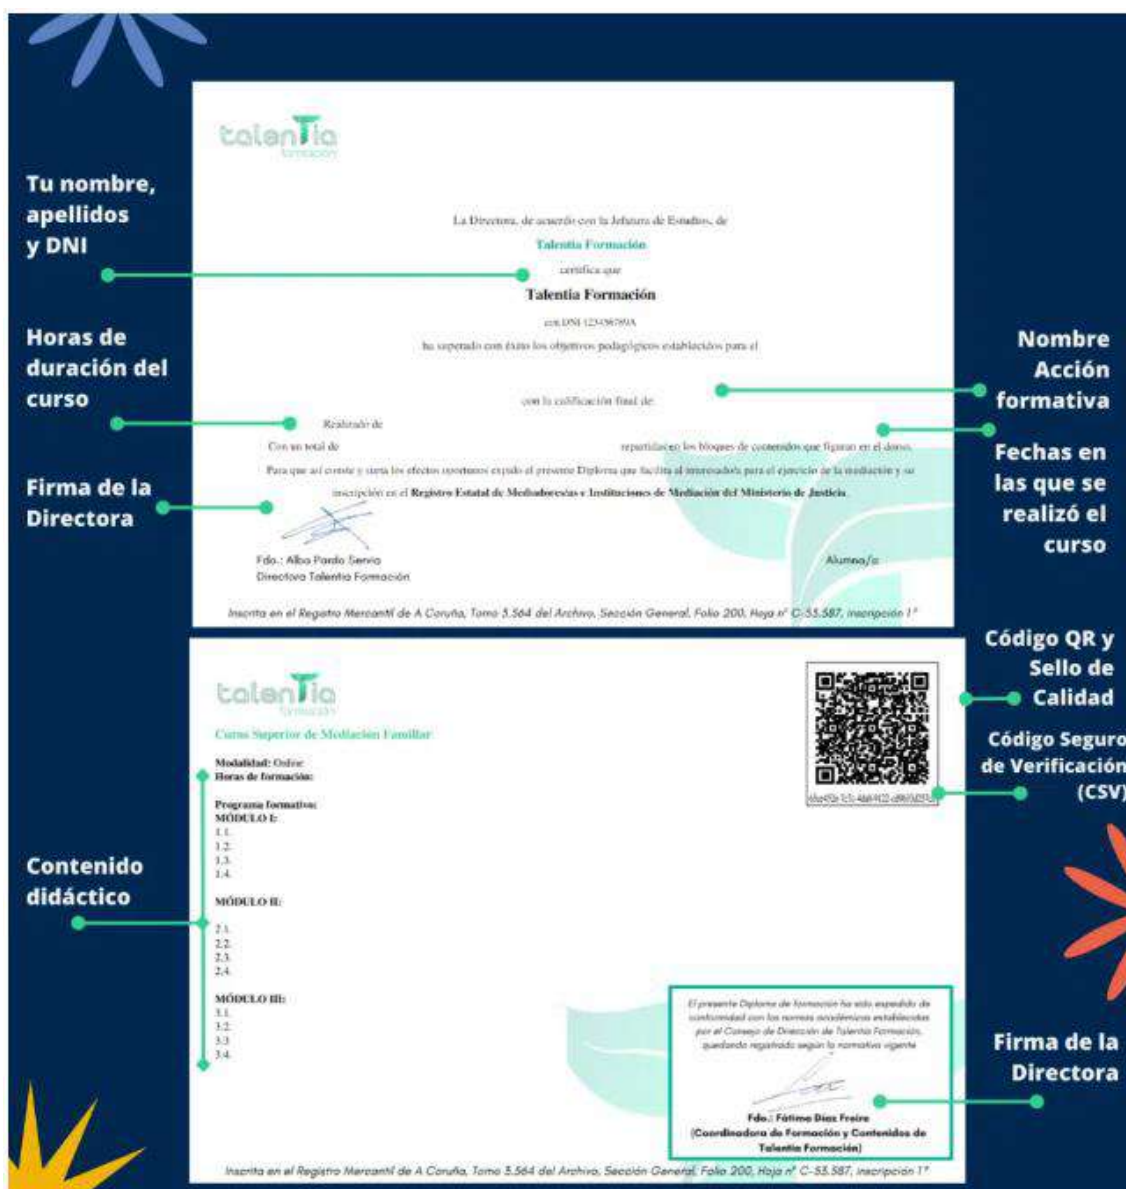 talenTia
formación
Tu nombre,
apellidos
y DNI
La Directora, de acuerdo con la Jefatura de Estudios, de
Talentia Formación
certifica que
Talentia Formación
con DNI 123456789A
ha superado con éxito los objetivos pedagógicos establecidos para el
Horas de
duración del
curso
Nombre
Acción
formativa
con la calificación final de:
Realizado de
Con un total de
repartidas en los bloques de contenidos que figuran en el dorso.
Fechas en
las que se
realizó el
curso
Para que así conste y surta los efectos oportunos expido el presente Diploma que facilita al interesado/a para el ejercicio de la mediación y su
inscripción en el Registro Estatal de Mediadores/as e Instituciones de Mediación del Ministerio de Justicia.
Firma de la
Directora
Fdo.: Alba Pardo Servia
Directora Talentia Formación
Alumno/a
Inscrita en el Registro Mercantil de A Coruña, Tomo 3.564 del Archivo, Sección General, Folio 200, Hoja nº C-53.587, inscripción 1ª
talenTia
formación
Código QR y
Sello de
Calidad
Curso Superior de Mediación Familiar
Código Seguro
de Verificación
(CSV)
Modalidad: Online
Horas de formación:
Programa formativo:
MÓDULO I:
1.1.
1.2.
1.3.
1.4.
Contenido
didáctico
MÓDULO II:
2.1.
2.2.
2.3.
2.4.
MÓDULO III:
3.1.
3.2.
3.3
3.4.
El presente Diploma de formación ha sido expedido de
conformidad con las normas académicas establecidas
por el Consejo de Dirección de Talentia Formación,
quedando registrado según la normativa vigente
Firma de la
Directora
Fdo.: Fátima Díaz Freire
(Coordinadora de Formación y Contenidos de
Talentia Formación)
Inscrita en el Registro Mercantil de A Coruña, Tomo 3.564 del Archivo, Sección General, Folio 200, Hoja nº C-53.587, inscripción 1ª